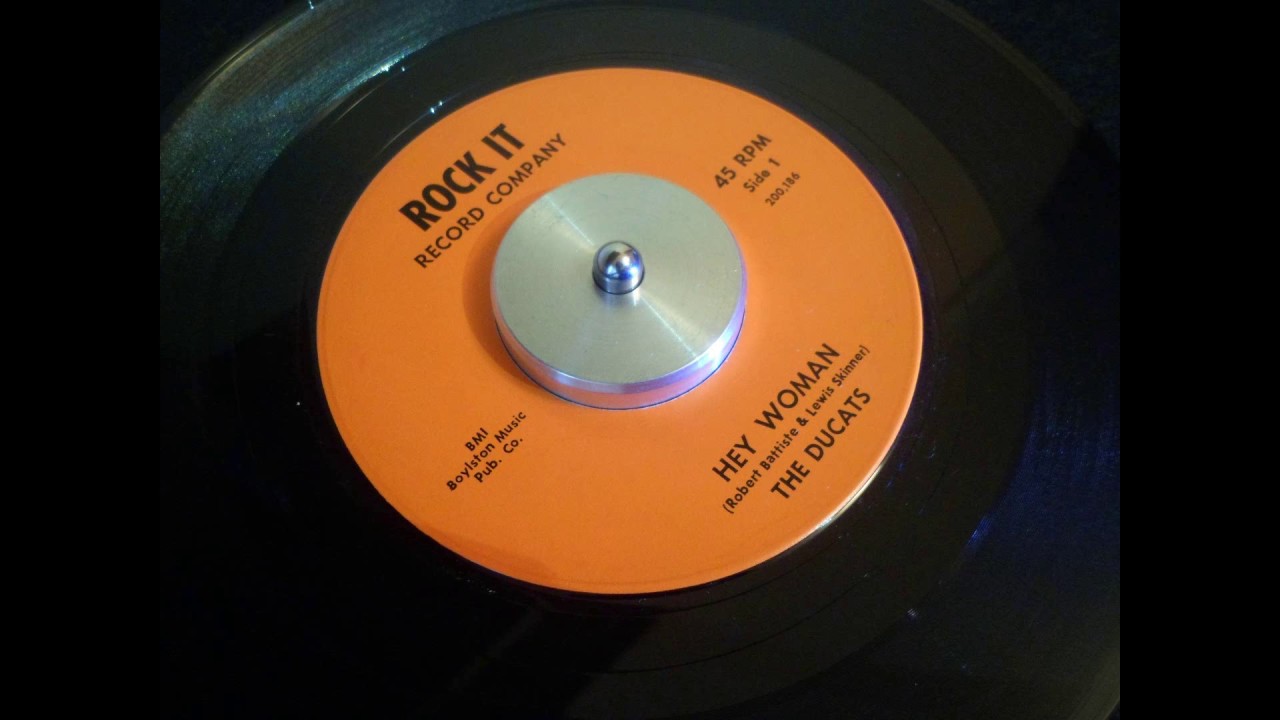 ROCK IT
RECORD COMPANY
45 RPM
Side 1
200,186
BMI
Boylston Music
Pub. Co.
HEY WOMAN
(Robert Battiste & Lewis Skinner)
THE DUCATS